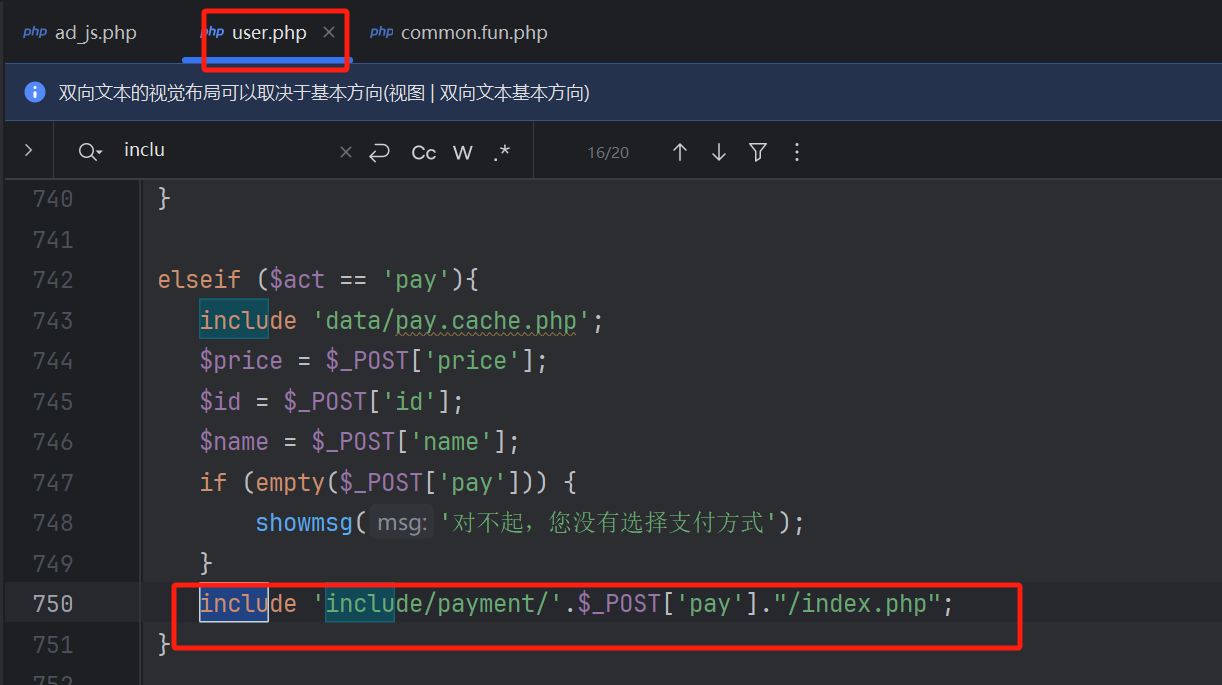 php ad_js.php php user.php × php common.fun.php
双向文本的视觉布局可以取决于基本方向(视图 | 双向文本基本方向)
inclu × Cc W .* 16/20
740 }
741
742 elseif ($act == 'pay'){
743 include 'data/pay.cache.php';
744 $price = $_POST['price'];
745 $id = $_POST['id'];
746 $name = $_POST['name'];
747 if (empty($_POST['pay'])) {
748 showmsg( msg: '对不起，您没有选择支付方式');
749 }
750 include 'include/payment/'.$_POST['pay']."/index.php";
751 }
752